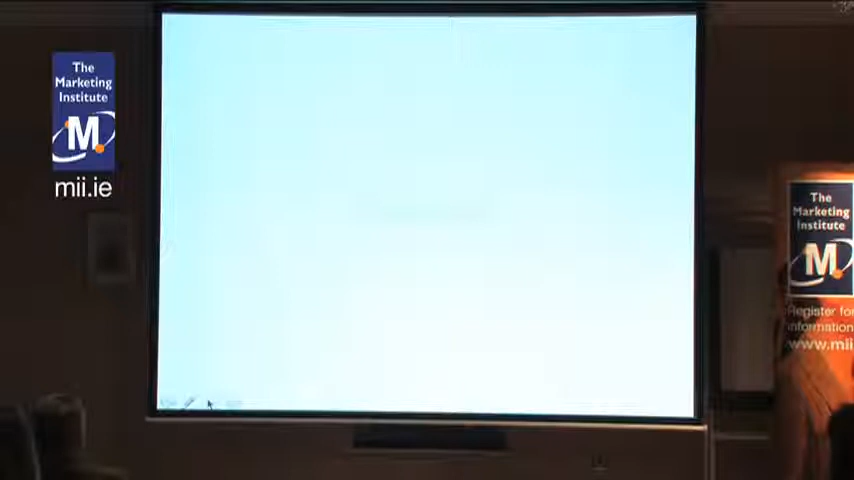 The
Marketing
Institute
M
mii.ie
The
Marketing
Institute
M
Register for
information
www.mii